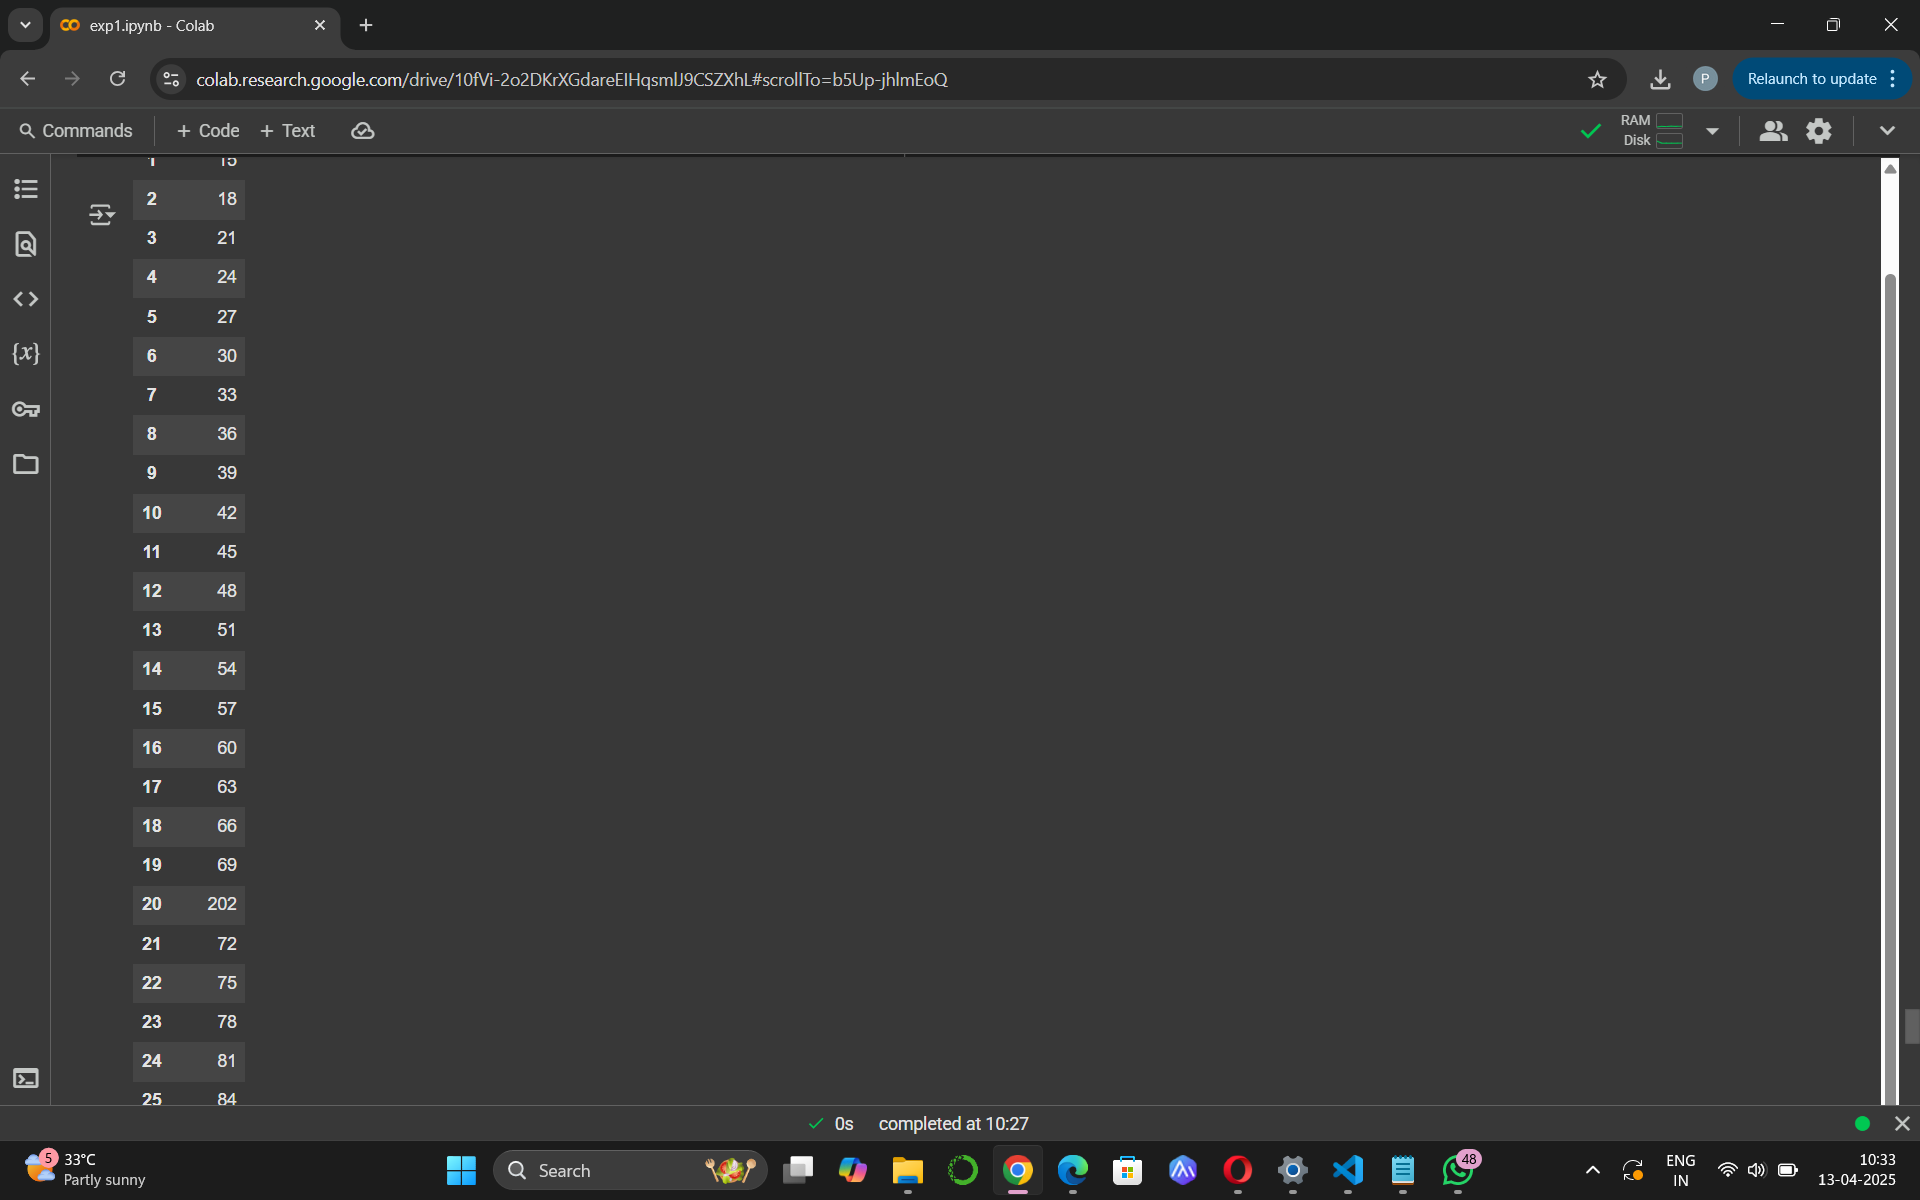 exp1.ipynb - Colab
colab.research.google.com/drive/10fVi-2o2DKrXGdareEIHqsmlJ9CSZXhL#scrollTo=b5Up-jhlmEoQ
P
Relaunch to update
Commands
+ Code
+ Text
RAM
Disk
{x}
1 15
2 18
3 21
4 24
5 27
6 30
7 33
8 36
9 39
10 42
11 45
12 48
13 51
14 54
15 57
16 60
17 63
18 66
19 69
20 202
21 72
22 75
23 78
24 81
25 84
0s completed at 10:27
5
33°C
Partly sunny
Search
48
ENG
IN
10:33
13-04-2025